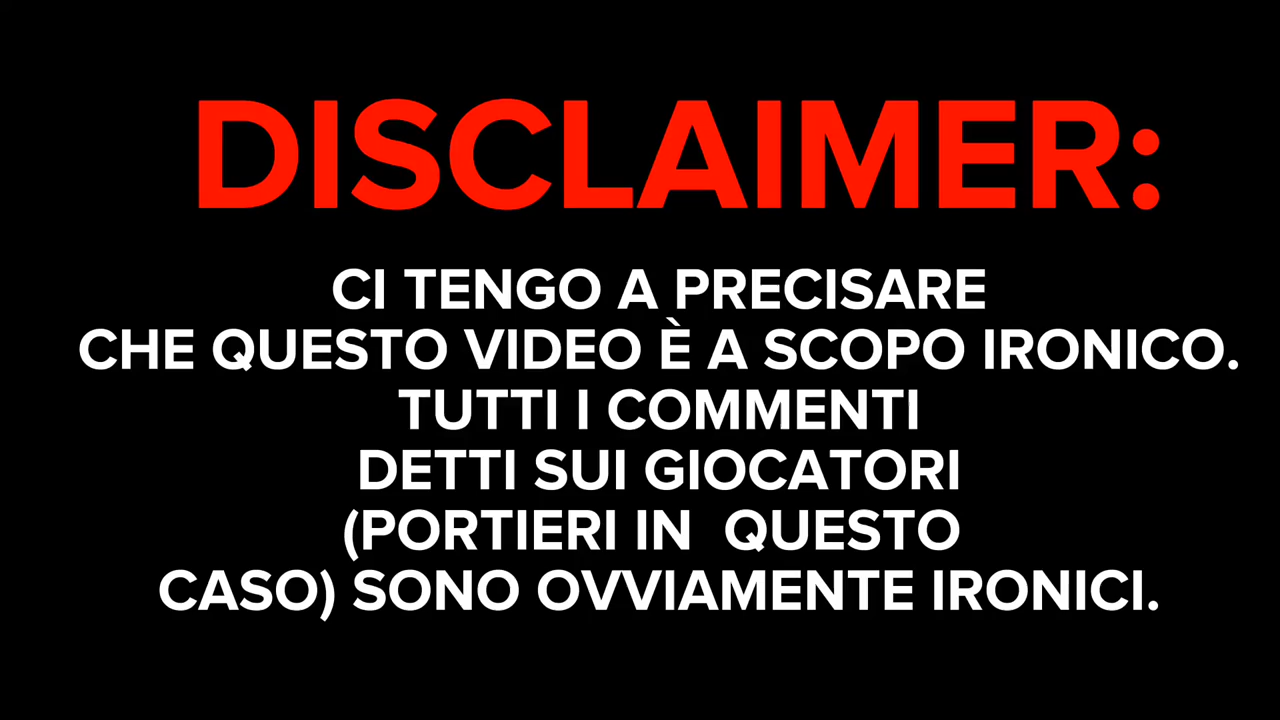 DISCLAIMER:
CI TENGO A PRECISARE
CHE QUESTO VIDEO È A SCOPO IRONICO.
TUTTI I COMMENTI
DETTI SUI GIOCATORI
(PORTIERI IN  QUESTO
CASO) SONO OVVIAMENTE IRONICI.